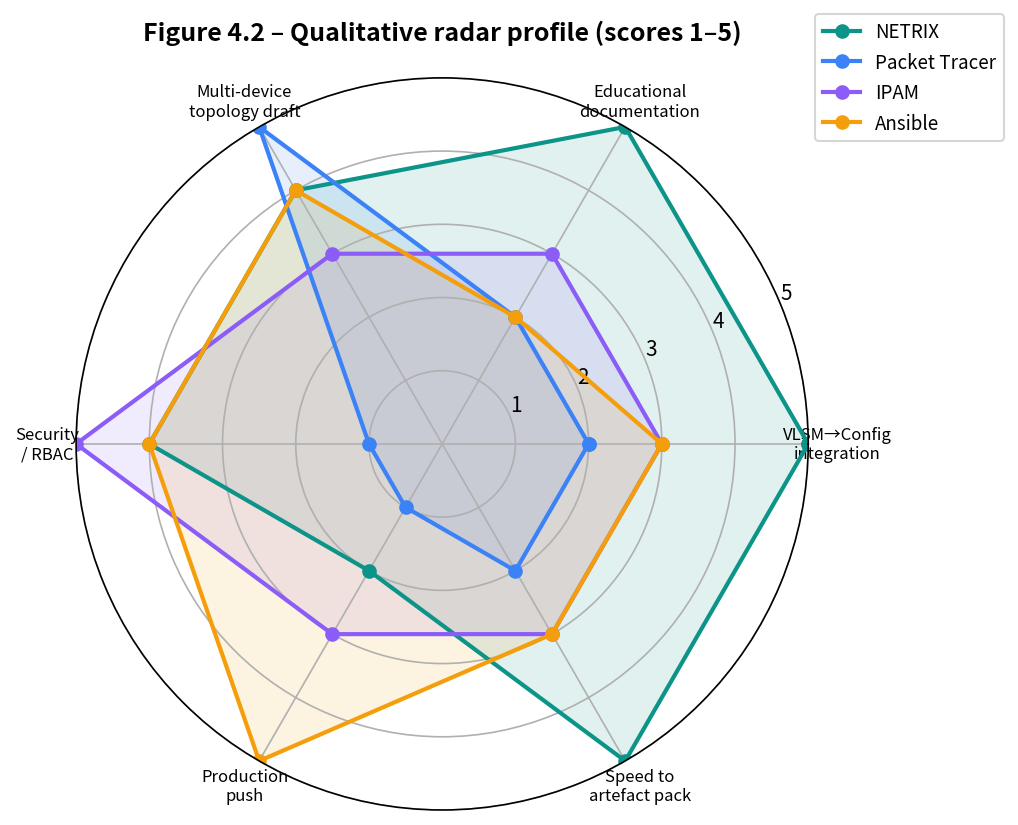 Figure 4.2 – Qualitative radar profile (scores 1–5)
NETRIX
Packet Tracer
IPAM
Ansible
Multi-device
topology draft
Educational
documentation
5
4
3
2
1
Security
/ RBAC
VLSM→Config
integration
Production
push
Speed to
artefact pack